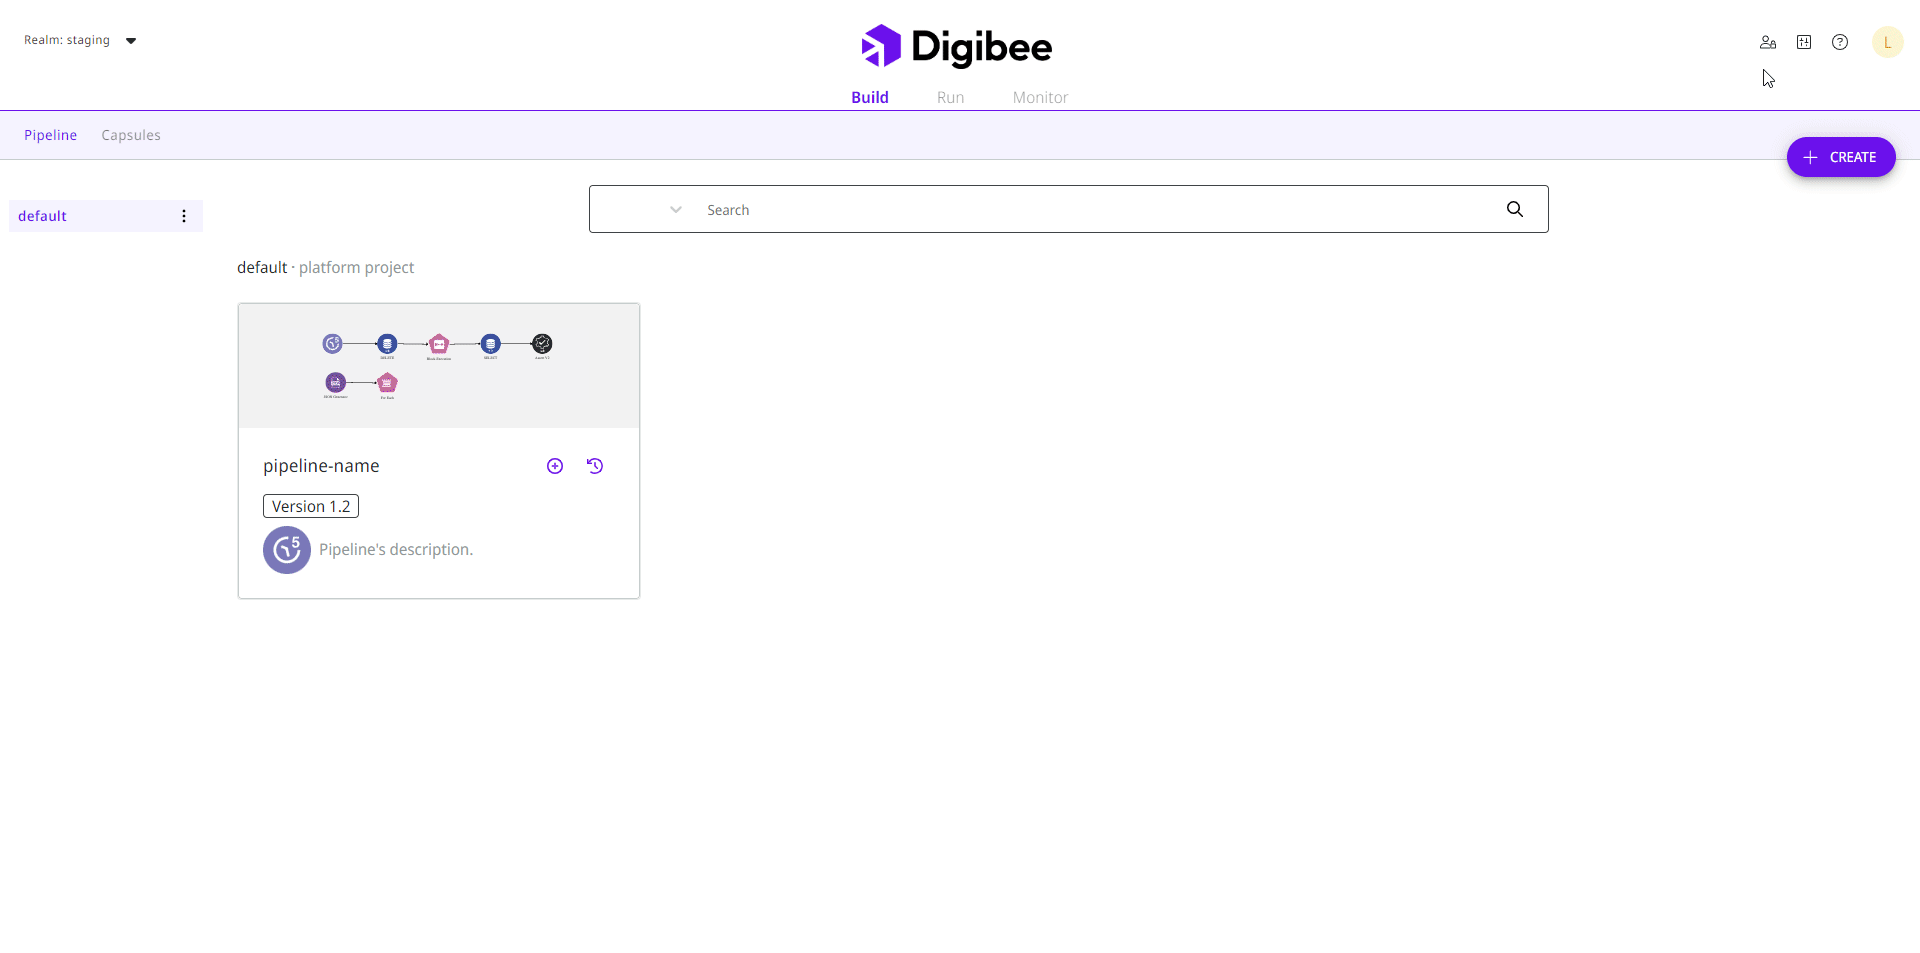 Realm: staging
Digibee
L
Build Run Monitor
Pipeline Capsules
CREATE
default
Search
default · platform project
pipeline-name
Version 1.2
5
Pipeline's description.